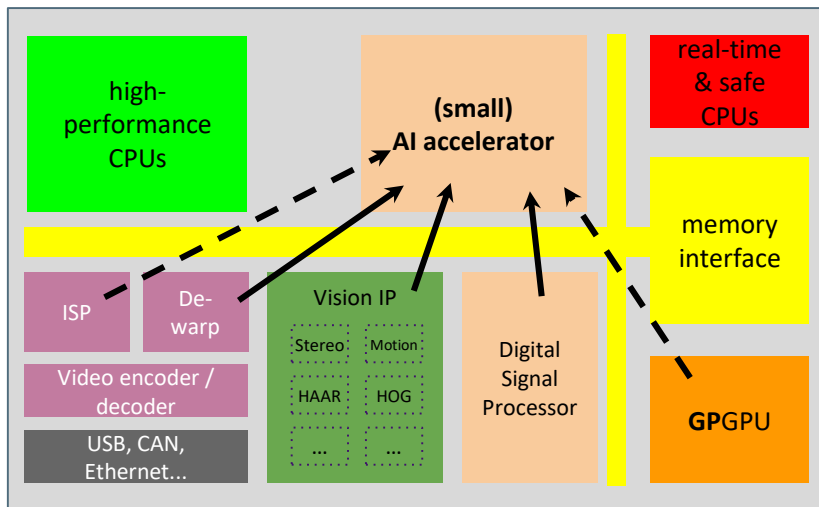 high-
performance
CPUs
(small)
AI accelerator
real-time
& safe
CPUs
memory
interface
ISP
De-
warp
Video encoder /
decoder
USB, CAN,
Ethernet...
Vision IP
Stereo
Motion
HAAR
HOG
...
...
Digital
Signal
Processor
GPGPU